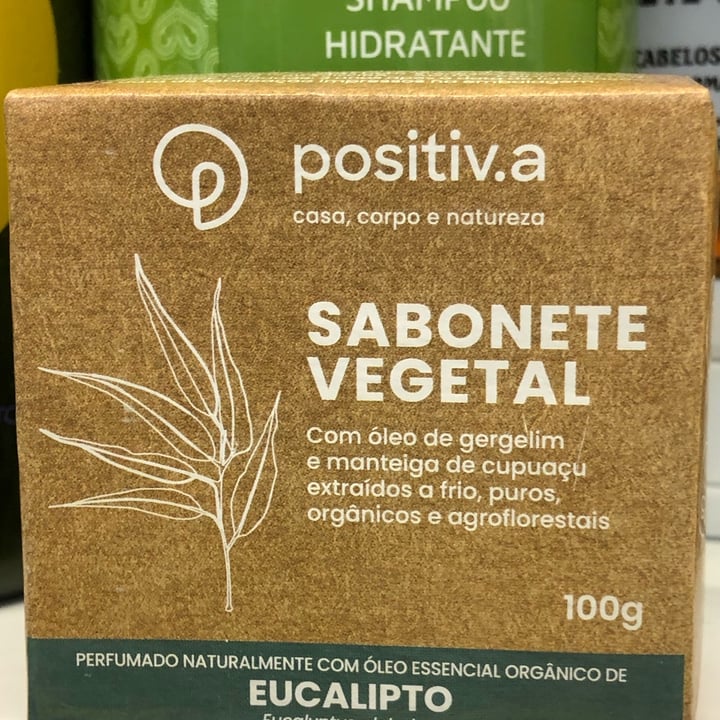 SHAMPOO
HIDRATANTE
CABELOS
positiv.a
casa, corpo e natureza
SABONETE
VEGETAL
Com óleo de gergelim
e manteiga de cupuaçu
extraídos a frio, puros,
orgânicos e agroflorestais
100g
PERFUMADO NATURALMENTE COM ÓLEO ESSENCIAL ORGÂNICO DE
EUCALIPTO